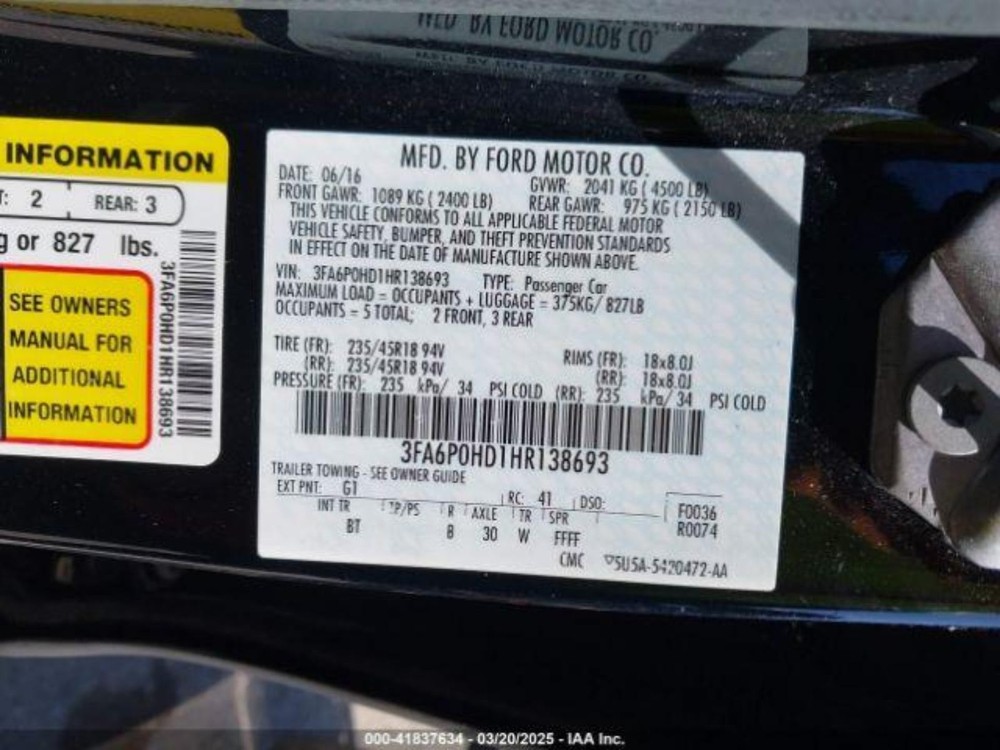 MFD. BY FORD MOTOR CO.
INFORMATION
T: 2 REAR: 3
g or 827 lbs.
SEE OWNERS
MANUAL FOR
ADDITIONAL
INFORMATION
3FA6P0HD1HR138693
MFD. BY FORD MOTOR CO.
DATE: 06/16 GVWR: 2041 KG ( 4500 LB)
FRONT GAWR: 1089 KG ( 2400 LB) REAR GAWR: 975 KG ( 2150 LB)
THIS VEHICLE CONFORMS TO ALL APPLICABLE FEDERAL MOTOR
VEHICLE SAFETY, BUMPER, AND THEFT PREVENTION STANDARDS
IN EFFECT ON THE DATE OF MANUFACTURE SHOWN ABOVE.
VIN: 3FA6P0HD1HR138693 TYPE: Passenger Car
MAXIMUM LOAD = OCCUPANTS + LUGGAGE = 375KG/ 827LB
OCCUPANTS = 5 TOTAL; 2 FRONT, 3 REAR
TIRE (FR): 235/45R18 94V RIMS (FR): 18x8.0J
(RR): 235/45R18 94V (RR): 18x8.0J
PRESSURE (FR): 235 kPa/ 34 PSI COLD (RR): 235 kPa/ 34 PSI COLD
3FA6P0HD1HR138693
TRAILER TOWING - SEE OWNER GUIDE
EXT PNT: G1 RC: 41 DSO: F0036
INT TR TP/PS R AXLE TR SPR R0074
BT B 30 W FFFF
CMC 5U5A-5420472-AA
000-41837634 - 03/20/2025 - IAA Inc.